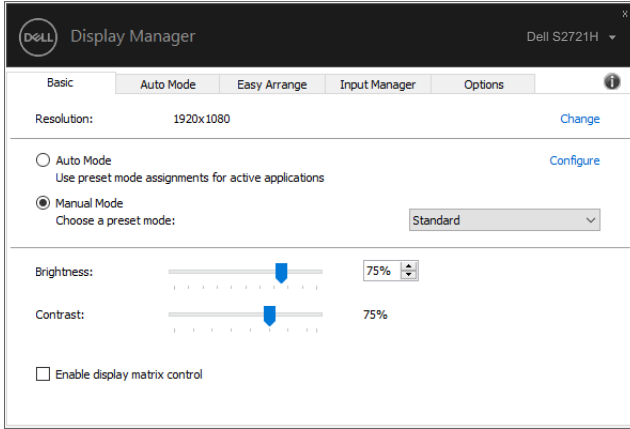 DELL Display Manager Dell S2721H
x
Basic Auto Mode Easy Arrange Input Manager Options i
Resolution: 1920x1080 Change
Auto Mode Configure
Use preset mode assignments for active applications
Manual Mode
Choose a preset mode: Standard
Brightness: 75%
Contrast: 75%
Enable display matrix control